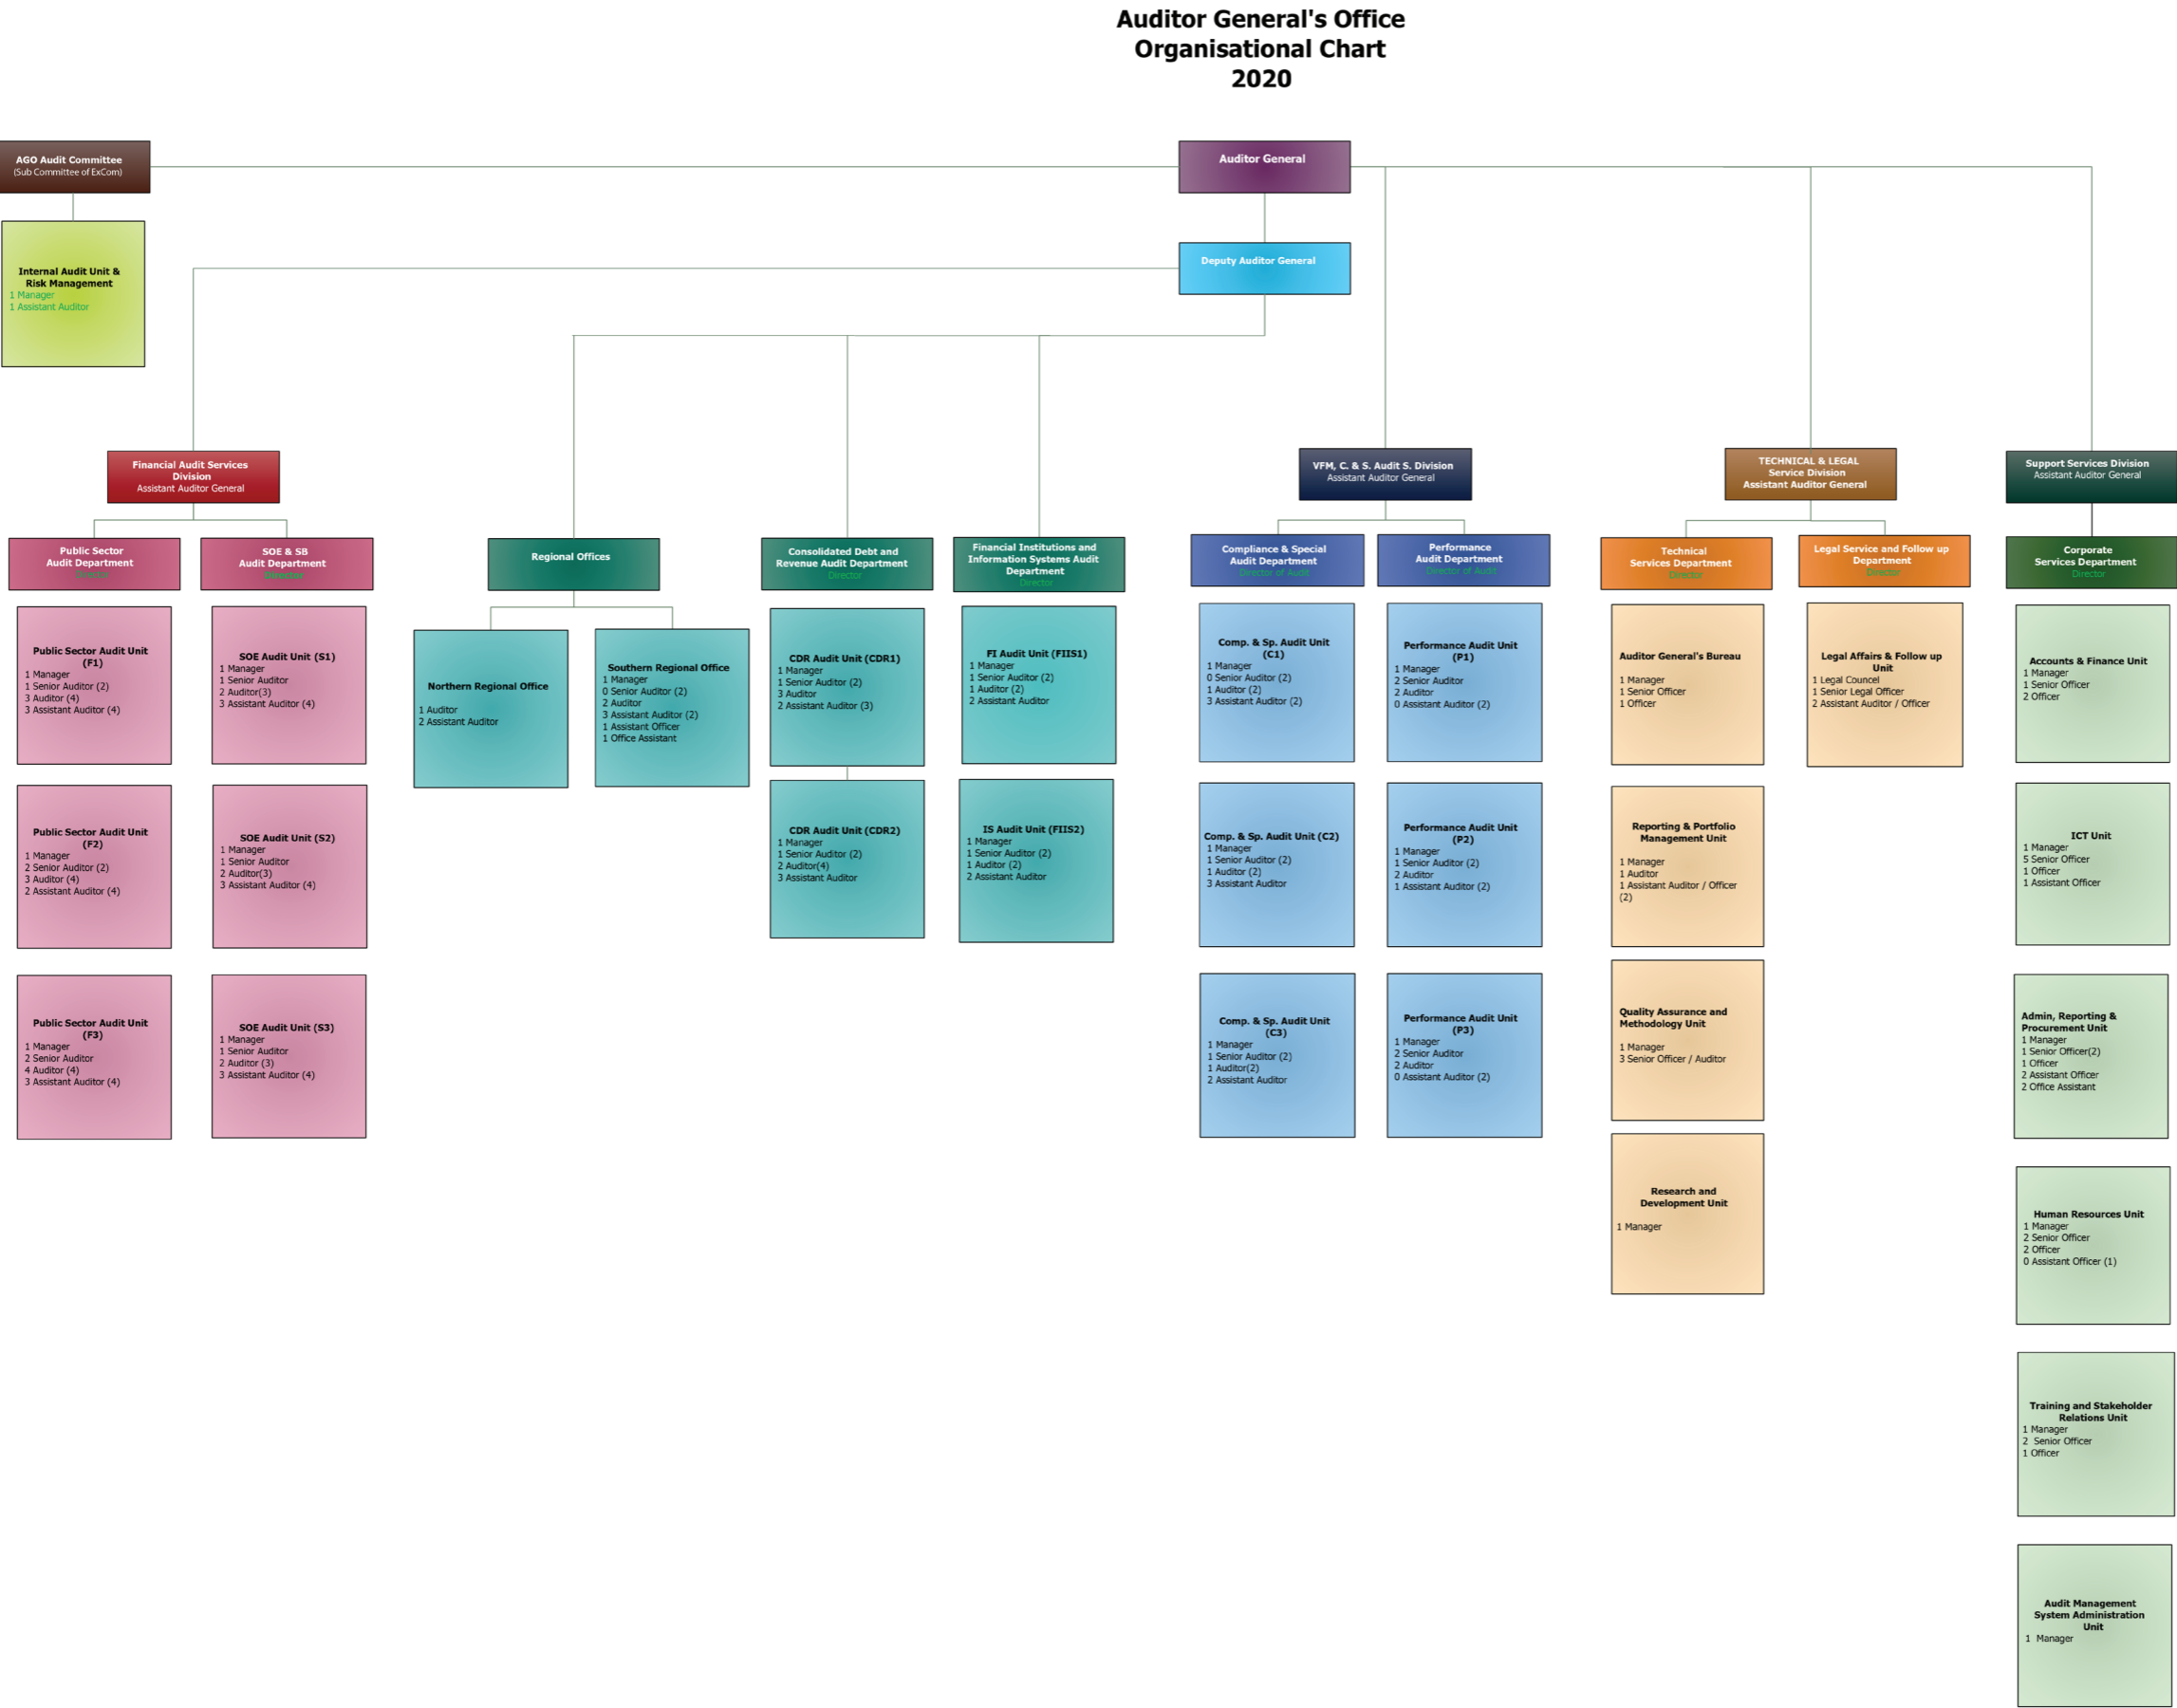 Auditor General's Office
Organisational Chart
2020
AGO Audit Committee
(Sub Committee of ExCom)
Auditor General
Internal Audit Unit &
Risk Management
1 Manager
1 Assistant Auditor
Deputy Auditor General
Financial Audit Services
Division
Assistant Auditor General
VFM, C. & S. Audit S. Division
Assistant Auditor General
TECHNICAL & LEGAL
Service Division
Assistant Auditor General
Support Services Division
Assistant Auditor General
Public Sector
Audit Department
Director
SOE & SB
Audit Department
Director
Regional Offices
Consolidated Debt and
Revenue Audit Department
Director
Financial Institutions and
Information Systems Audit
Department
Director
Compliance & Special
Audit Department
Director of Audit
Performance
Audit Department
Director of Audit
Technical
Services Department
Director
Legal Service and Follow up
Department
Director
Corporate
Services Department
Director
Public Sector Audit Unit
(F1)
1 Manager
1 Senior Auditor (2)
3 Auditor (4)
3 Assistant Auditor (4)
SOE Audit Unit (S1)
1 Manager
1 Senior Auditor
2 Auditor(3)
3 Assistant Auditor (4)
Northern Regional Office
1 Auditor
2 Assistant Auditor
Southern Regional Office
1 Manager
0 Senior Auditor (2)
2 Auditor
3 Assistant Auditor (2)
1 Assistant Officer
1 Office Assistant
CDR Audit Unit (CDR1)
1 Manager
1 Senior Auditor (2)
3 Auditor
2 Assistant Auditor (3)
FI Audit Unit (FIIS1)
1 Manager
1 Senior Auditor (2)
1 Auditor (2)
2 Assistant Auditor
Comp. & Sp. Audit Unit
(C1)
1 Manager
0 Senior Auditor (2)
1 Auditor (2)
3 Assistant Auditor (2)
Performance Audit Unit
(P1)
1 Manager
2 Senior Auditor
2 Auditor
0 Assistant Auditor (2)
Auditor General's Bureau
1 Manager
1 Senior Officer
1 Officer
Legal Affairs & Follow up
Unit
1 Legal Councel
1 Senior Legal Officer
2 Assistant Auditor / Officer
Accounts & Finance Unit
1 Manager
1 Senior Officer
2 Officer
Public Sector Audit Unit
(F2)
1 Manager
2 Senior Auditor (2)
3 Auditor (4)
2 Assistant Auditor (4)
SOE Audit Unit (S2)
1 Manager
1 Senior Auditor
2 Auditor(3)
3 Assistant Auditor (4)
CDR Audit Unit (CDR2)
1 Manager
1 Senior Auditor (2)
2 Auditor(4)
3 Assistant Auditor
IS Audit Unit (FIIS2)
1 Manager
1 Senior Auditor (2)
1 Auditor (2)
2 Assistant Auditor
Comp. & Sp. Audit Unit (C2)
1 Manager
1 Senior Auditor (2)
1 Auditor (2)
3 Assistant Auditor
Performance Audit Unit
(P2)
1 Manager
1 Senior Auditor (2)
2 Auditor
1 Assistant Auditor (2)
Reporting & Portfolio
Management Unit
1 Manager
1 Auditor
1 Assistant Auditor / Officer
(2)
ICT Unit
1 Manager
5 Senior Officer
1 Officer
1 Assistant Officer
Public Sector Audit Unit
(F3)
1 Manager
2 Senior Auditor
4 Auditor (4)
3 Assistant Auditor (4)
SOE Audit Unit (S3)
1 Manager
1 Senior Auditor
2 Auditor (3)
3 Assistant Auditor (4)
Comp. & Sp. Audit Unit
(C3)
1 Manager
1 Senior Auditor (2)
1 Auditor(2)
2 Assistant Auditor
Performance Audit Unit
(P3)
1 Manager
2 Senior Auditor
2 Auditor
0 Assistant Auditor (2)
Quality Assurance and
Methodology Unit
1 Manager
3 Senior Officer / Auditor
Admin, Reporting &
Procurement Unit
1 Manager
1 Senior Officer(2)
1 Officer
2 Assistant Officer
2 Office Assistant
Research and
Development Unit
1 Manager
Human Resources Unit
1 Manager
2 Senior Officer
2 Officer
0 Assistant Officer (1)
Training and Stakeholder
Relations Unit
1 Manager
2 Senior Officer
1 Officer
Audit Management
System Administration
Unit
1 Manager